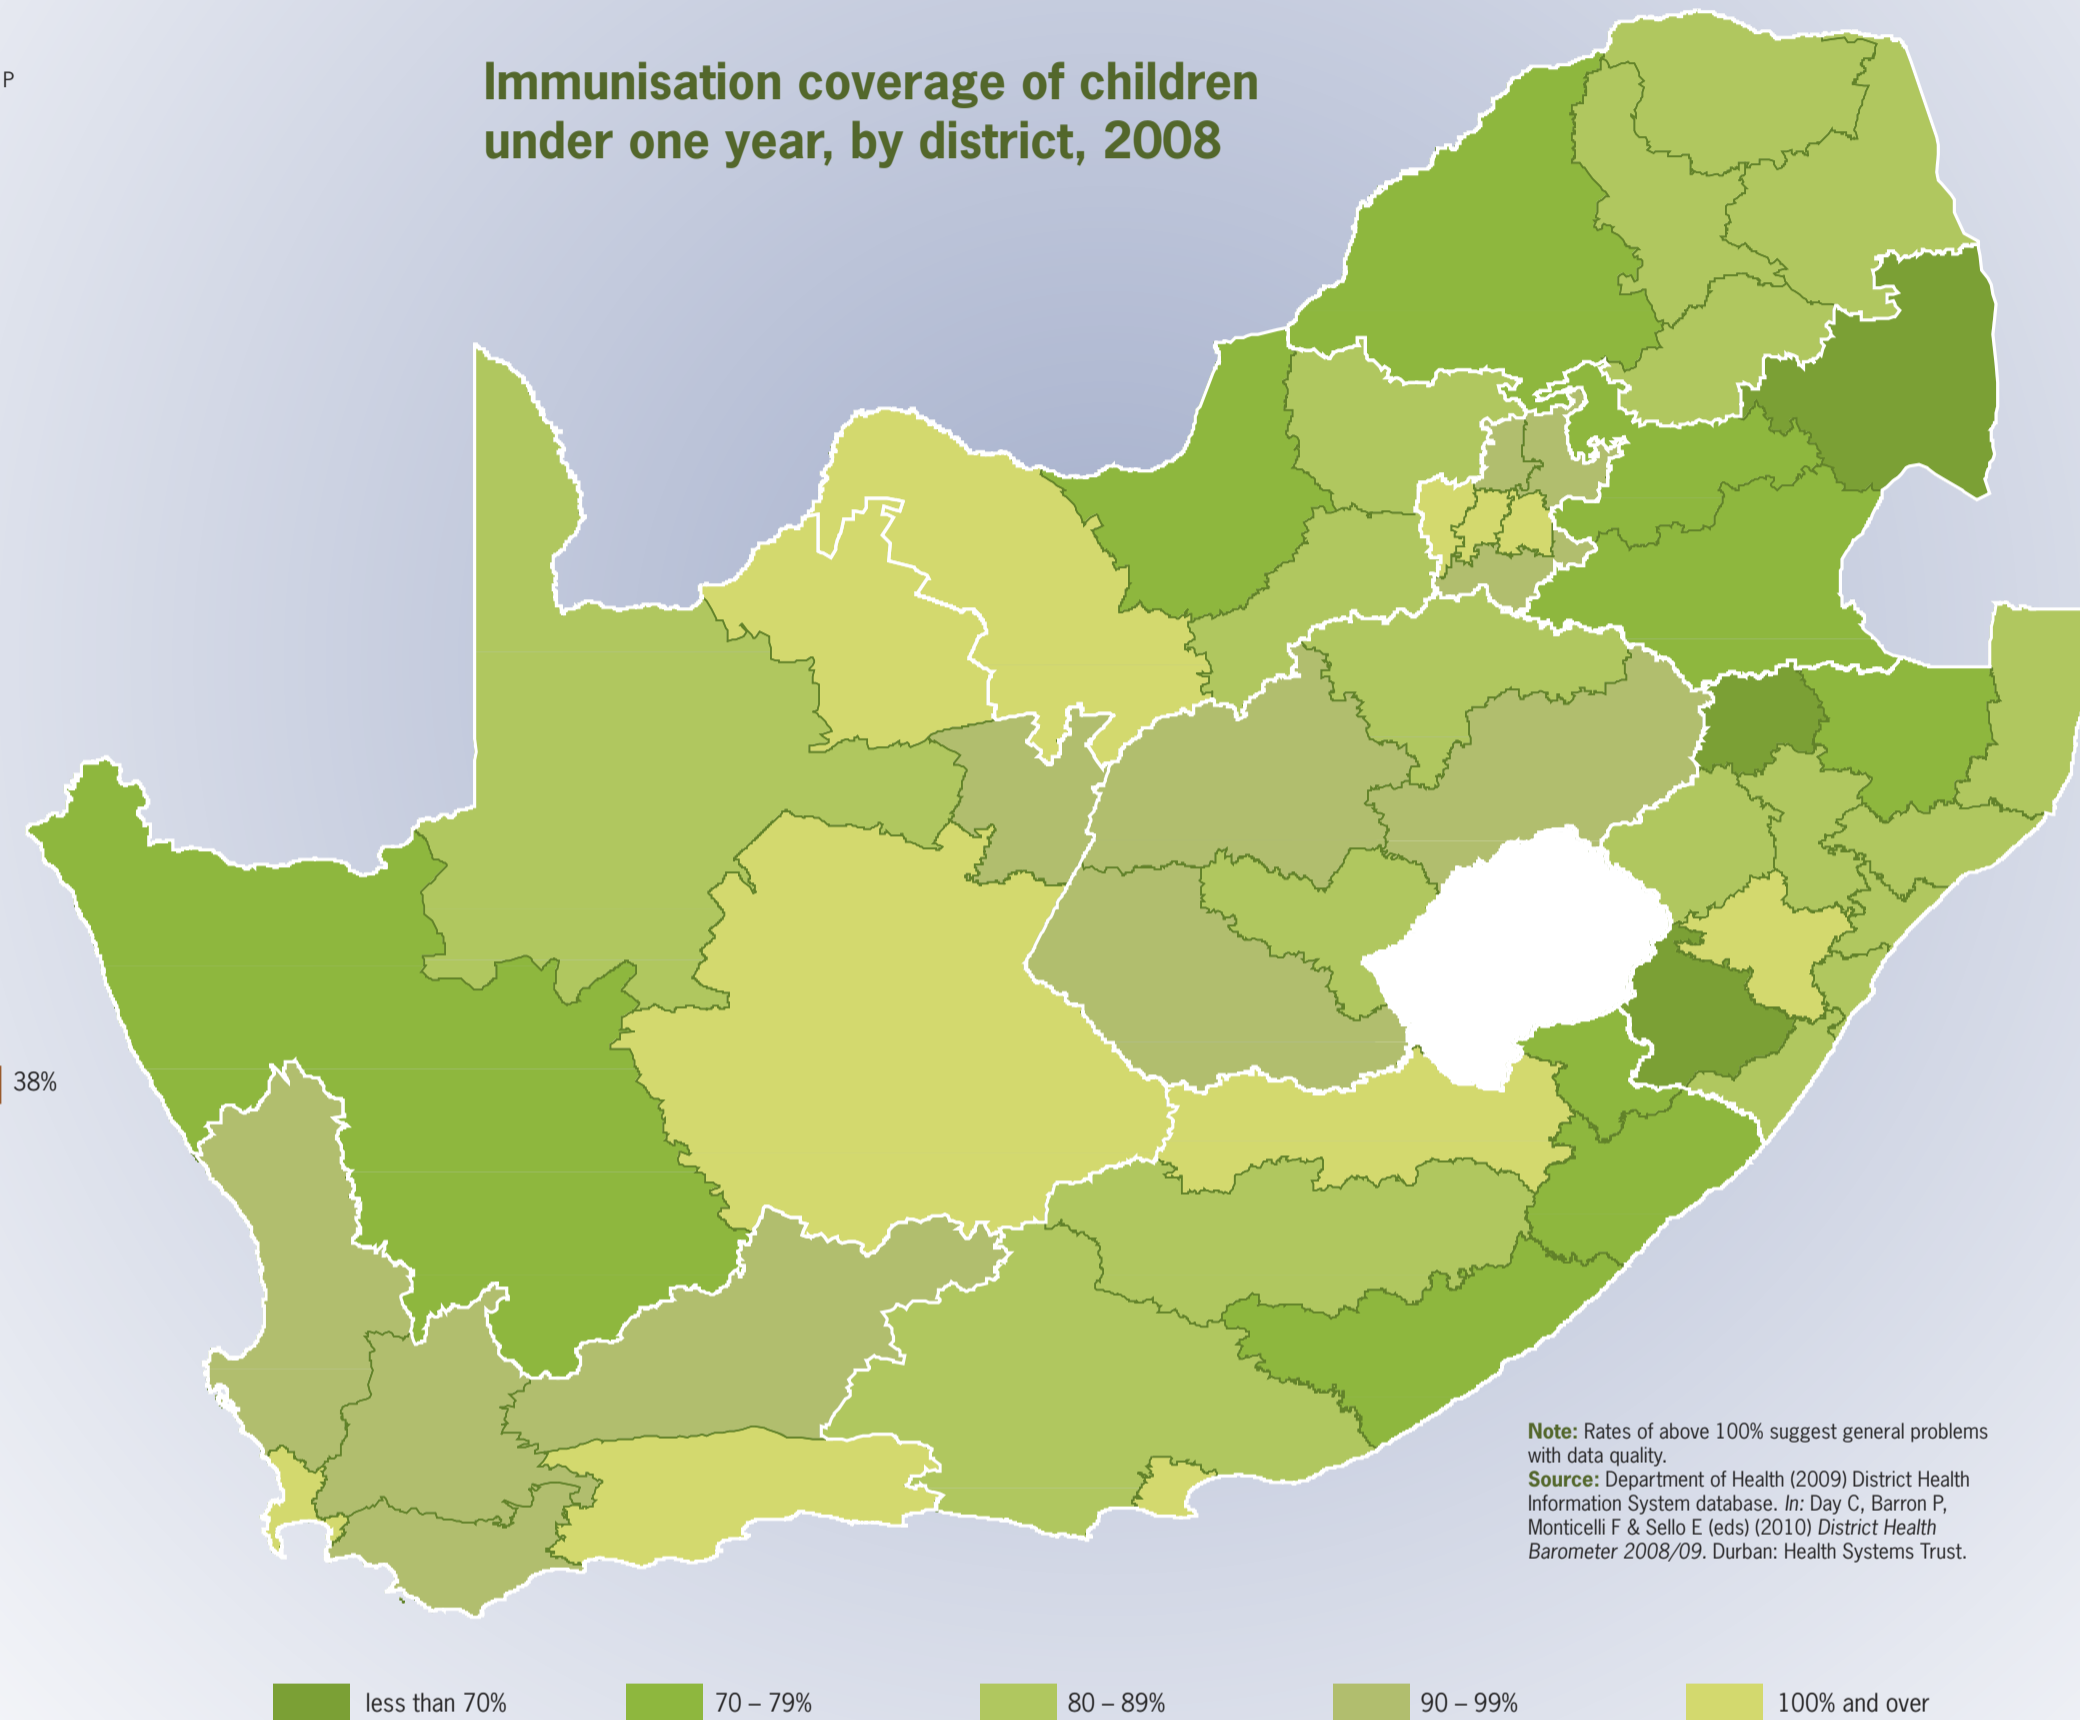 P
Immunisation coverage of children
under one year, by district, 2008
38%
Note: Rates of above 100% suggest general problems
with data quality.
Source: Department of Health (2009) District Health
Information System database. In: Day C, Barron P,
Monticelli F & Sello E (eds) (2010) District Health
Barometer 2008/09. Durban: Health Systems Trust.
less than 70%
70 – 79%
80 – 89%
90 – 99%
100% and over